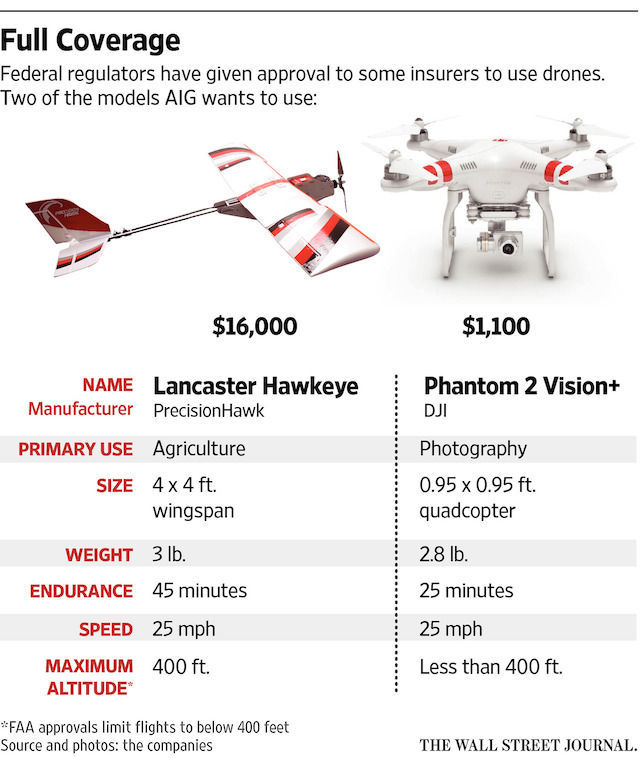 Full Coverage
Federal regulators have given approval to some insurers to use drones.
Two of the models AIG wants to use:
$16,000
$1,100
NAME Lancaster Hawkeye Phantom 2 Vision+
Manufacturer PrecisionHawk DJI
PRIMARY USE Agriculture Photography
SIZE 4 x 4 ft. 0.95 x 0.95 ft.
wingspan quadcopter
WEIGHT 3 lb. 2.8 lb.
ENDURANCE 45 minutes 25 minutes
SPEED 25 mph 25 mph
MAXIMUM 400 ft. Less than 400 ft.
ALTITUDE*
*FAA approvals limit flights to below 400 feet
Source and photos: the companies
THE WALL STREET JOURNAL.